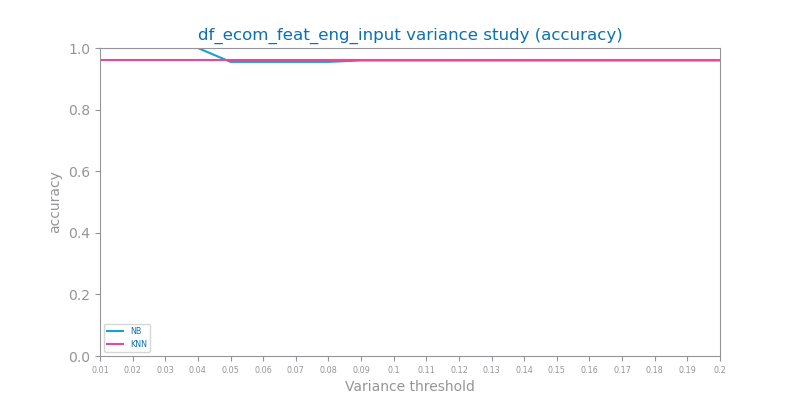 df_ecom_feat_eng_input variance study (accuracy)
1.0
0.8
0.6
0.4
0.2
0.0
accuracy
NB
KNN
0.01 0.02 0.03 0.04 0.05 0.06 0.07 0.08 0.09 0.1 0.11 0.12 0.13 0.14 0.15 0.16 0.17 0.18 0.19 0.2
Variance threshold